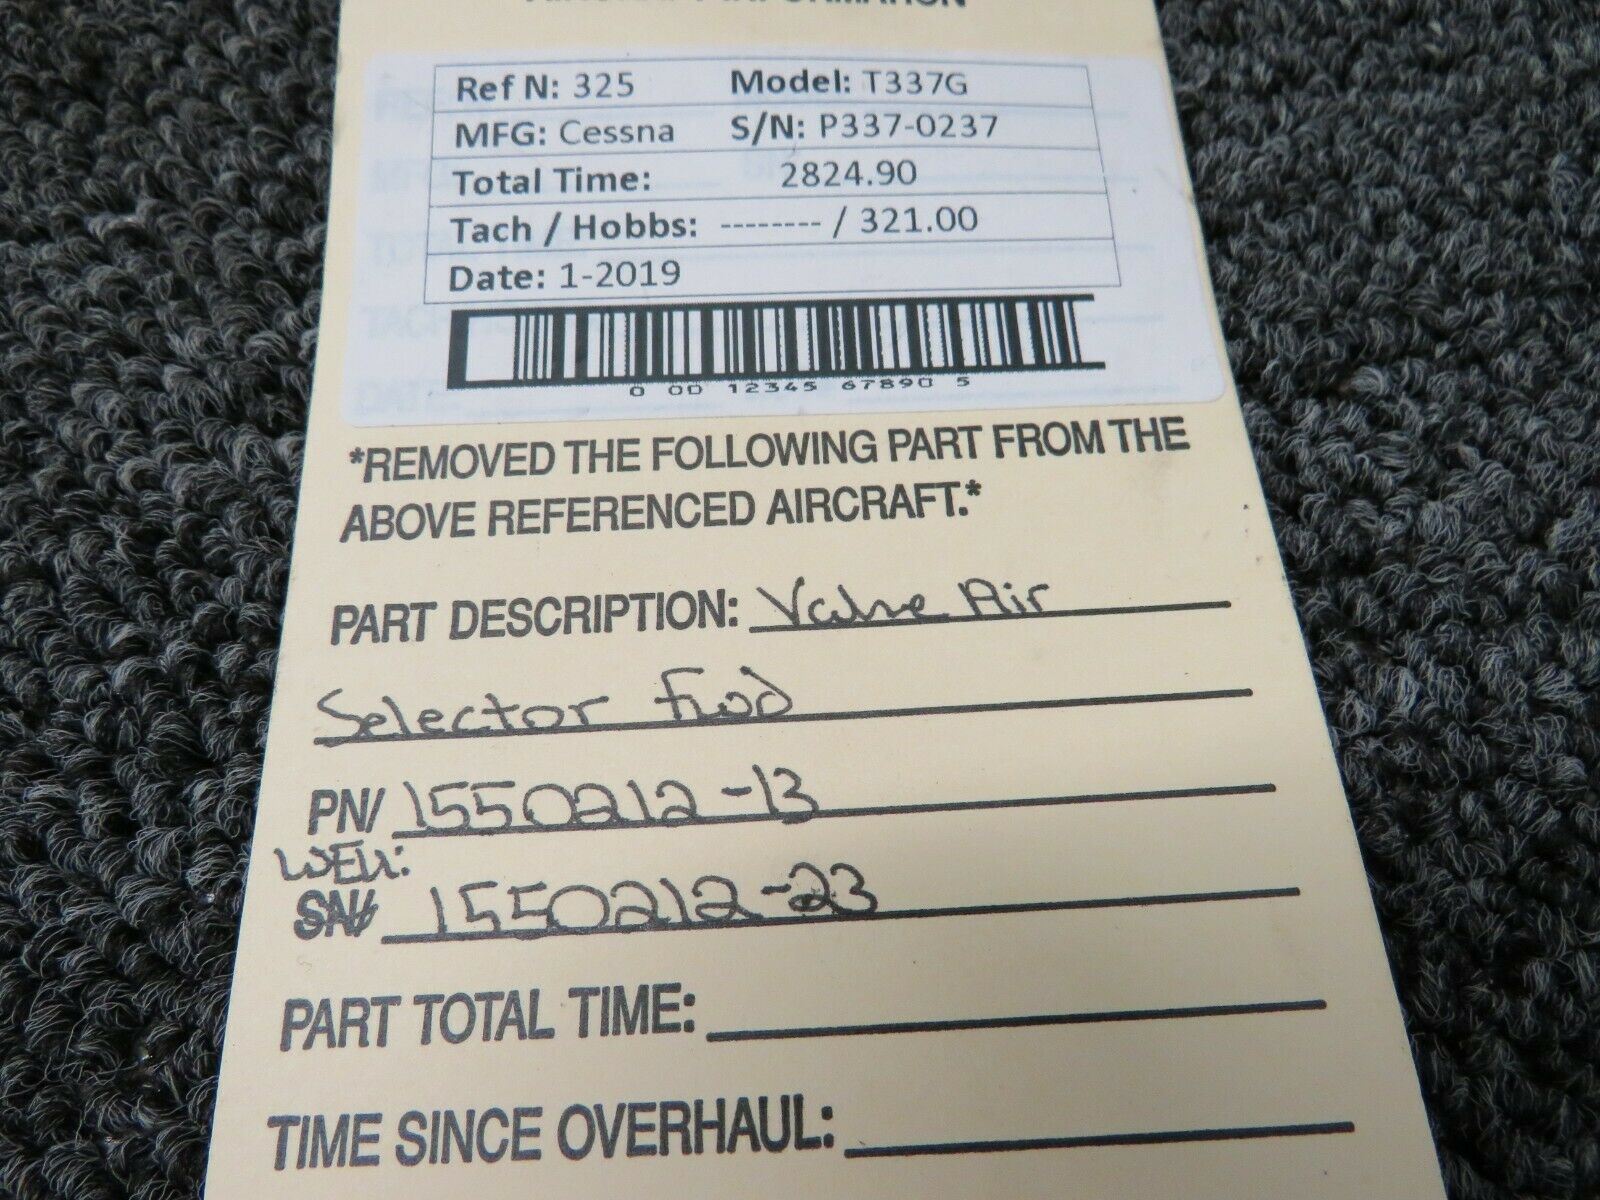 Ref N: 325 Model: T337G
MFG: Cessna S/N: P337-0237
Total Time: 2824.90
Tach / Hobbs: -------- / 321.00
Date: 1-2019
0 00 12345 67890 5
*REMOVED THE FOLLOWING PART FROM THE
ABOVE REFERENCED AIRCRAFT.*
PART DESCRIPTION: Valve Air
Selector Fwd
PN/ 1550212-13
WEU:
SN# 1550212-23
PART TOTAL TIME:
TIME SINCE OVERHAUL: